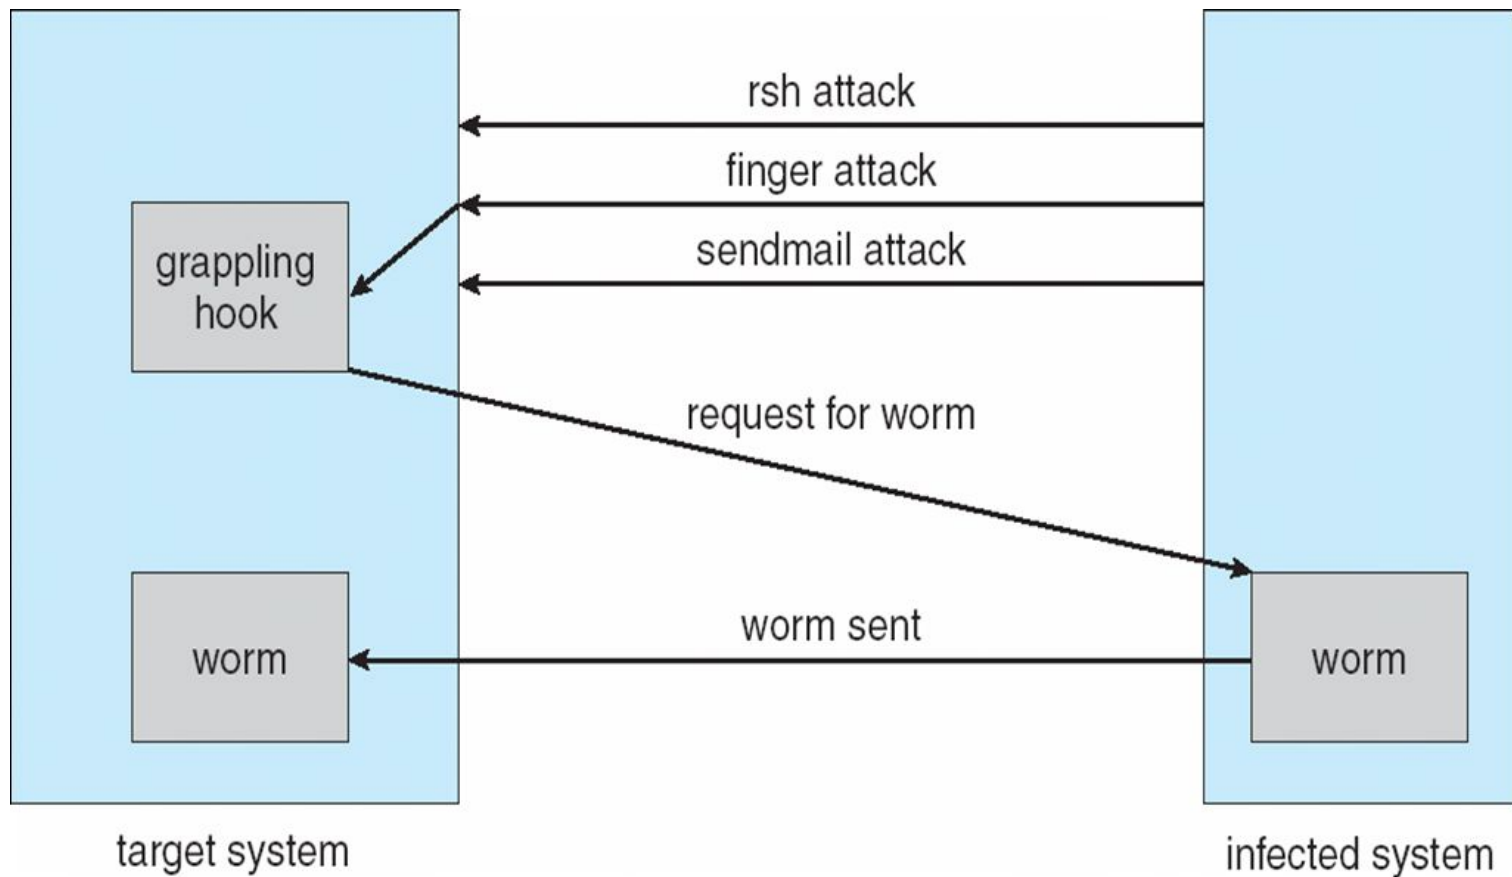 rsh attack
finger attack
sendmail attack
grappling
hook
request for worm
worm sent
worm
worm
target system
infected system